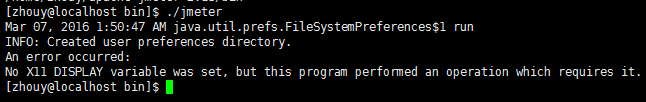 [zhouy@localhost bin]$ ./jmeter
Mar 07, 2016 1:50:47 AM java.util.prefs.FileSystemPreferences$1 run
INFO: Created user preferences directory.
An error occurred:
No X11 DISPLAY variable was set, but this program performed an operation which requires it.
[zhouy@localhost bin]$